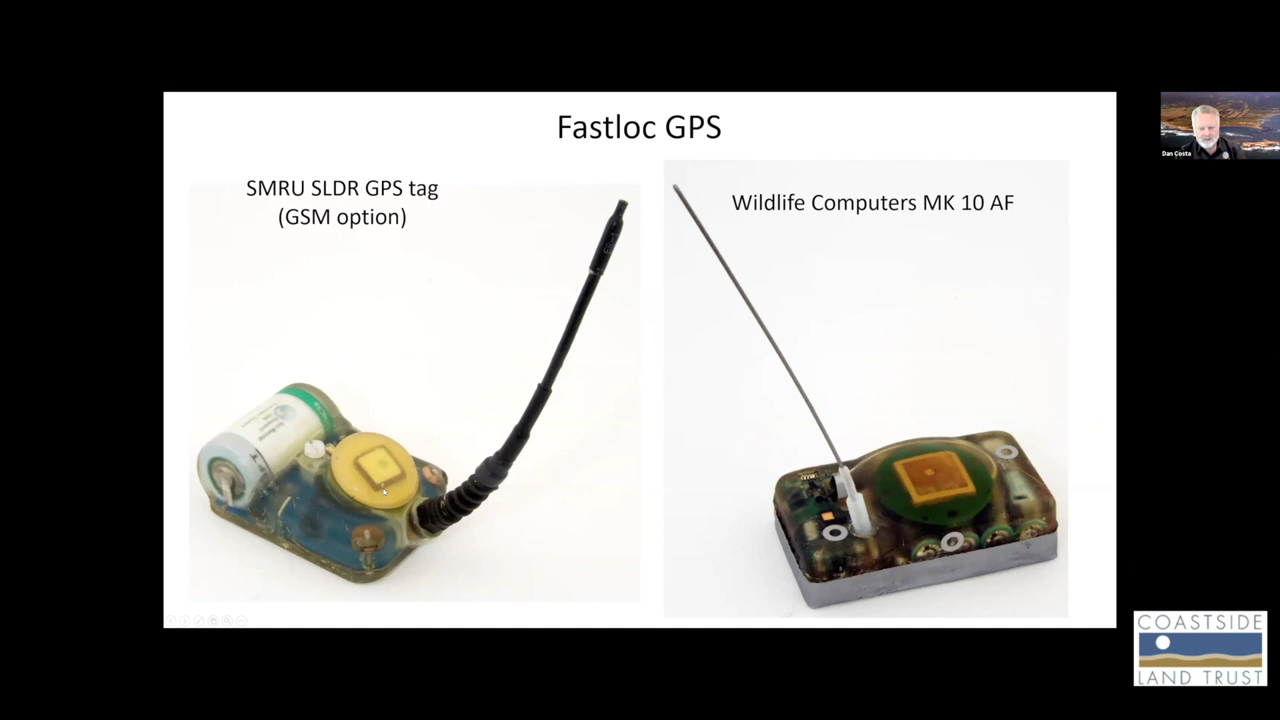 Fastloc GPS
SMRU SLDR GPS tag
(GSM option)
Wildlife Computers MK 10 AF
Dan Costa
COASTSIDE
LAND TRUST